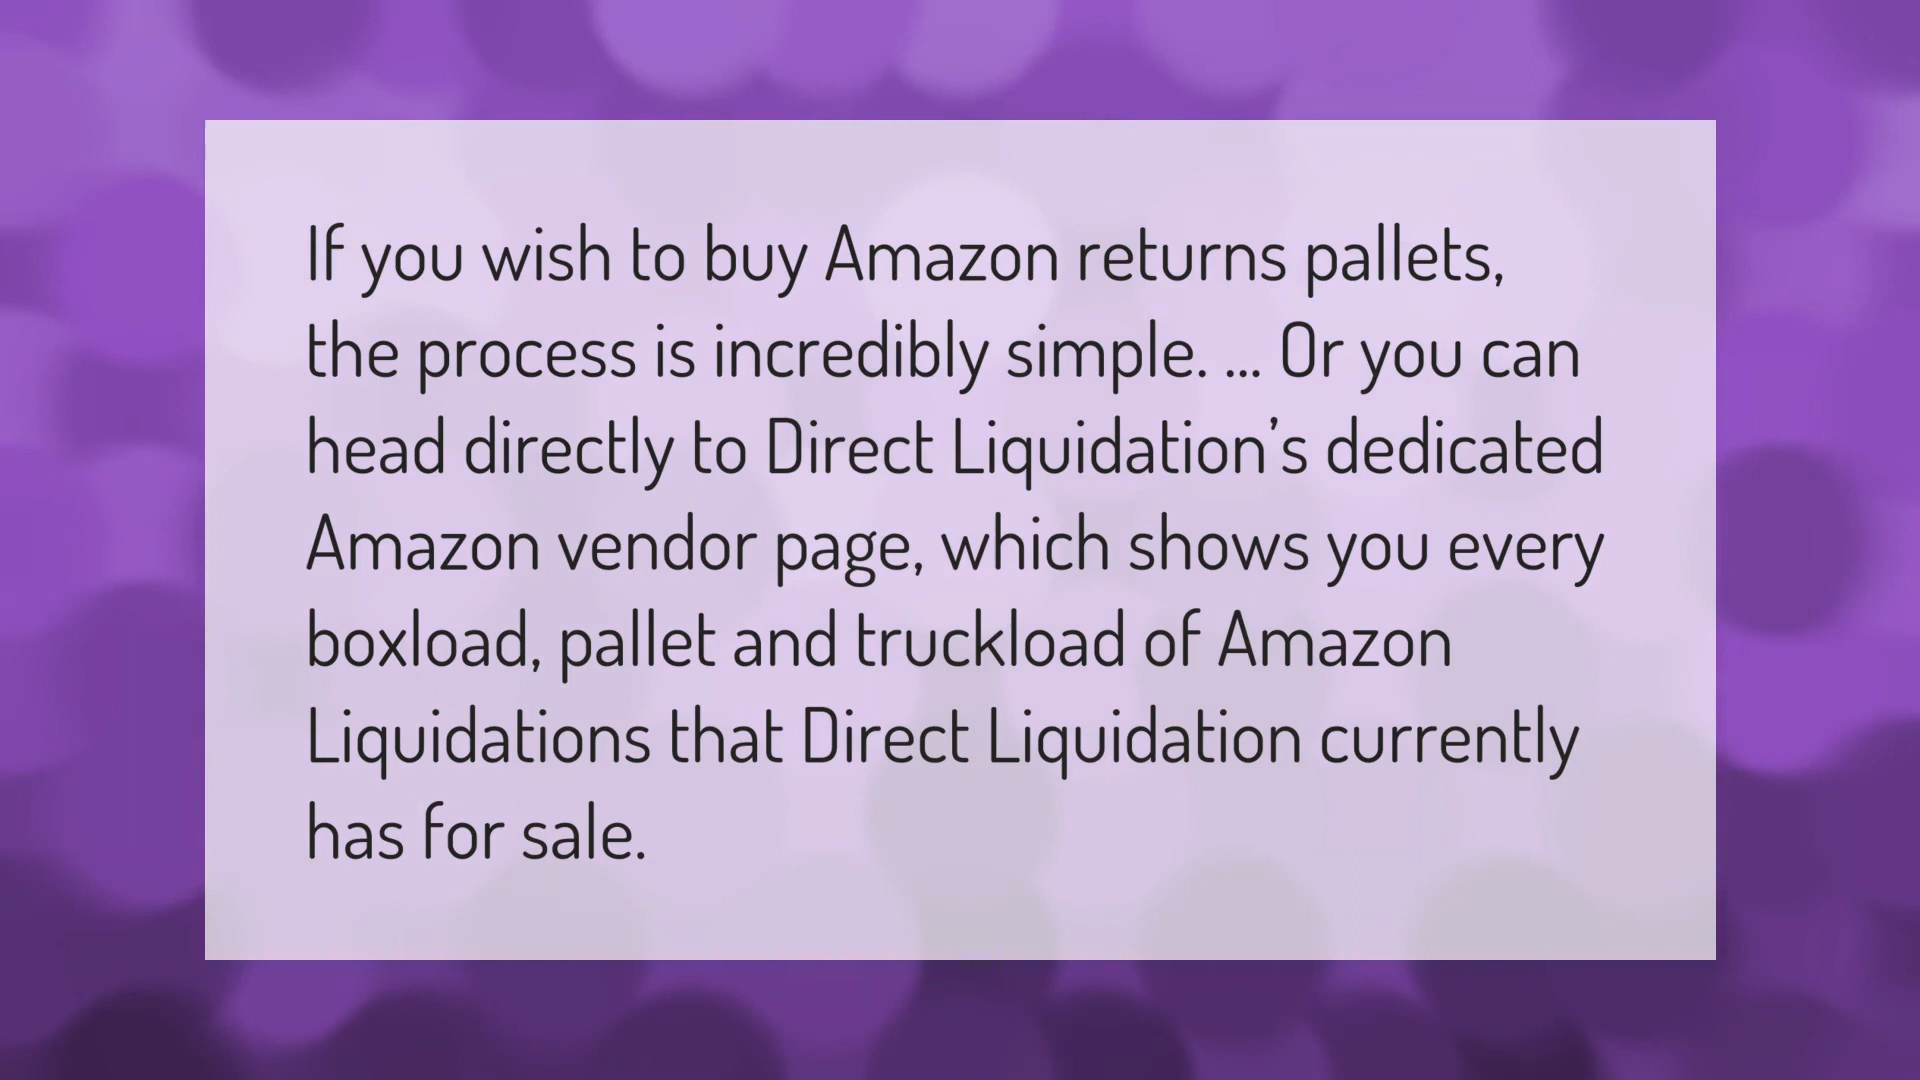 If you wish to buy Amazon returns pallets,
the process is incredibly simple. ... Or you can
head directly to Direct Liquidation’s dedicated
Amazon vendor page, which shows you every
boxload, pallet and truckload of Amazon
Liquidations that Direct Liquidation currently
has for sale.